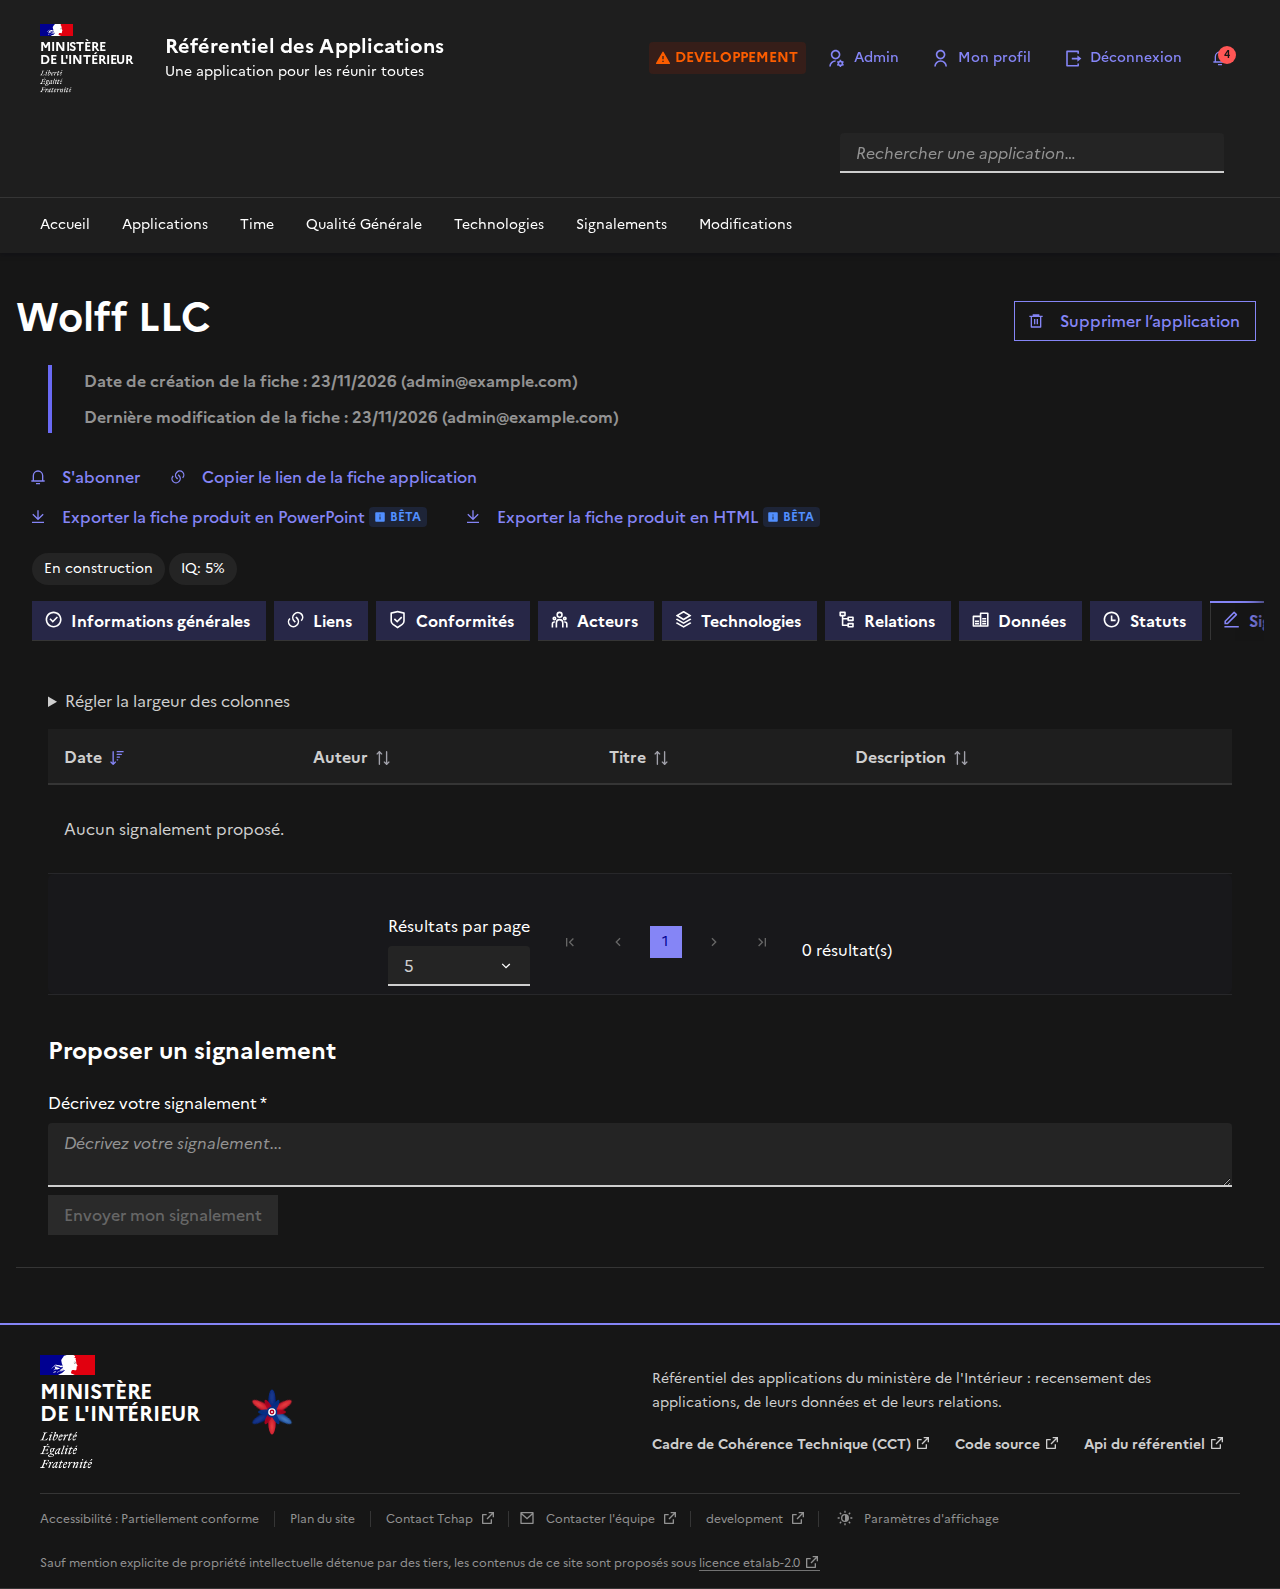 MINISTÈRE
DE L'INTÉRIEUR
Liberté
Égalité
Fraternité
Référentiel des Applications
Une application pour les réunir toutes
DEVELOPPEMENT
Admin
Mon profil
Déconnexion
4
Rechercher une application…
Accueil
Applications
Time
Qualité Générale
Technologies
Signalements
Modifications
Wolff LLC
Supprimer l’application
Date de création de la fiche : 23/11/2026 (admin@example.com)
Dernière modification de la fiche : 23/11/2026 (admin@example.com)
S'abonner
Copier le lien de la fiche application
Exporter la fiche produit en PowerPoint BÊTA
Exporter la fiche produit en HTML BÊTA
En construction
IQ: 5%
Informations générales
Liens
Conformités
Acteurs
Technologies
Relations
Données
Statuts
Régler la largeur des colonnes
Date
Auteur
Titre
Description
Aucun signalement proposé.
Résultats par page
5
1
0 résultat(s)
Proposer un signalement
Décrivez votre signalement *
Décrivez votre signalement...
Envoyer mon signalement
MINISTÈRE
DE L'INTÉRIEUR
Liberté
Égalité
Fraternité
Référentiel des applications du ministère de l'Intérieur : recensement des
applications, de leurs données et de leurs relations.
Cadre de Cohérence Technique (CCT)
Code source
Api du référentiel
Accessibilité : Partiellement conforme
Plan du site
Contact Tchap
Contacter l'équipe
development
Paramètres d'affichage
Sauf mention explicite de propriété intellectuelle détenue par des tiers, les contenus de ce site sont proposés sous licence etalab-2.0